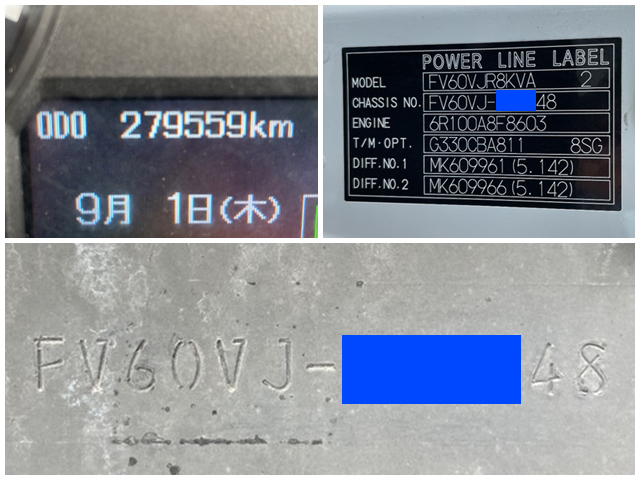 ODO 279559km
9月 1日(木)
POWER LINE LABEL
MODEL FV60VJR8KVA 2
CHASSIS NO. FV60VJ- 48
ENGINE 6R100A8F8603
T/M·OPT. G330CBA811 8SG
DIFF.NO.1 MK609961(5.142)
DIFF.NO.2 MK609966(5.142)
FV60VJ- 48